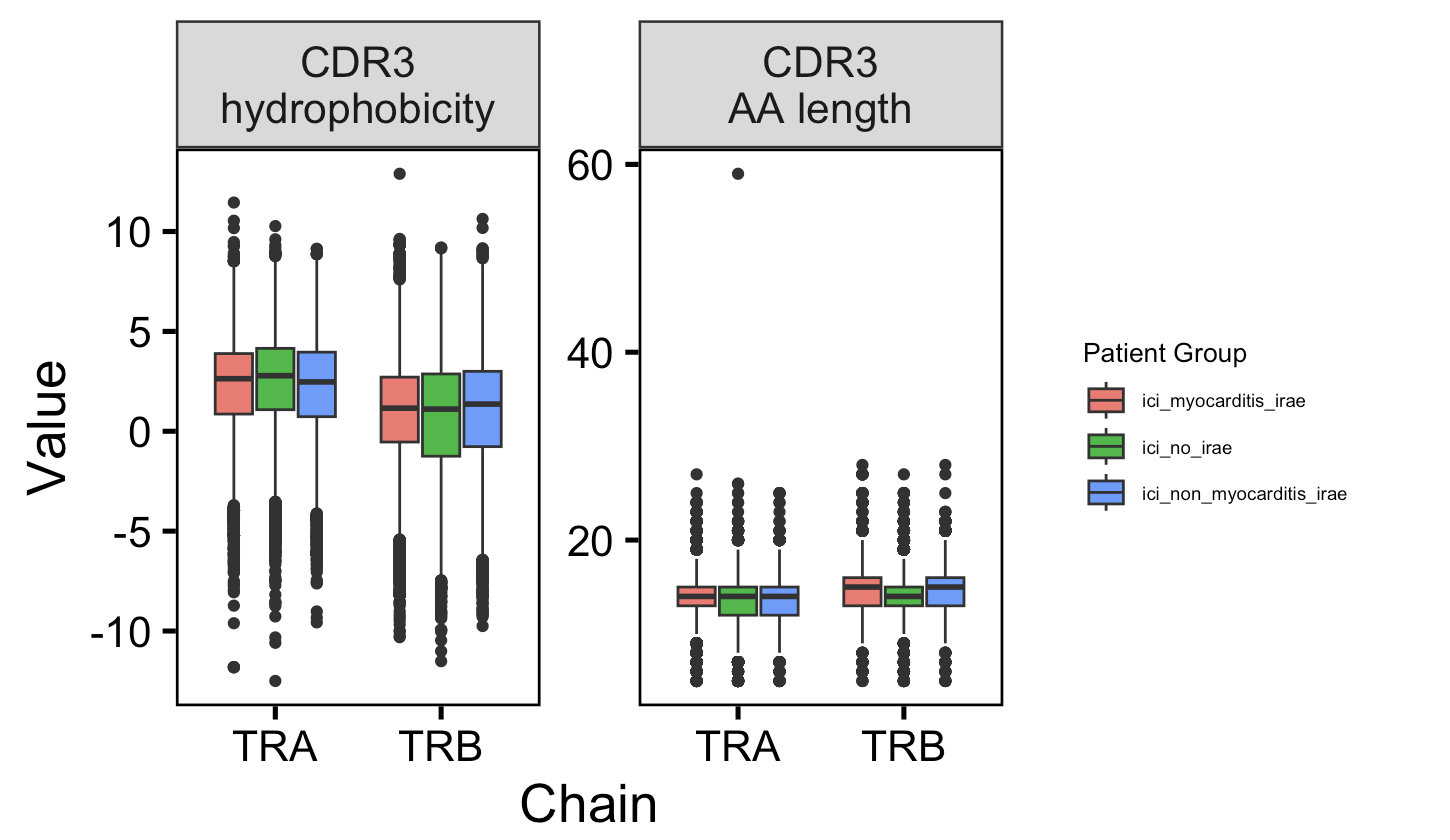 CDR3
hydrophobicity
CDR3
AA length
Value
10
5
0
-5
-10
60
40
20
TRA
TRB
TRA
TRB
Chain
Patient Group
ici_myocarditis_irae
ici_no_irae
ici_non_myocarditis_irae